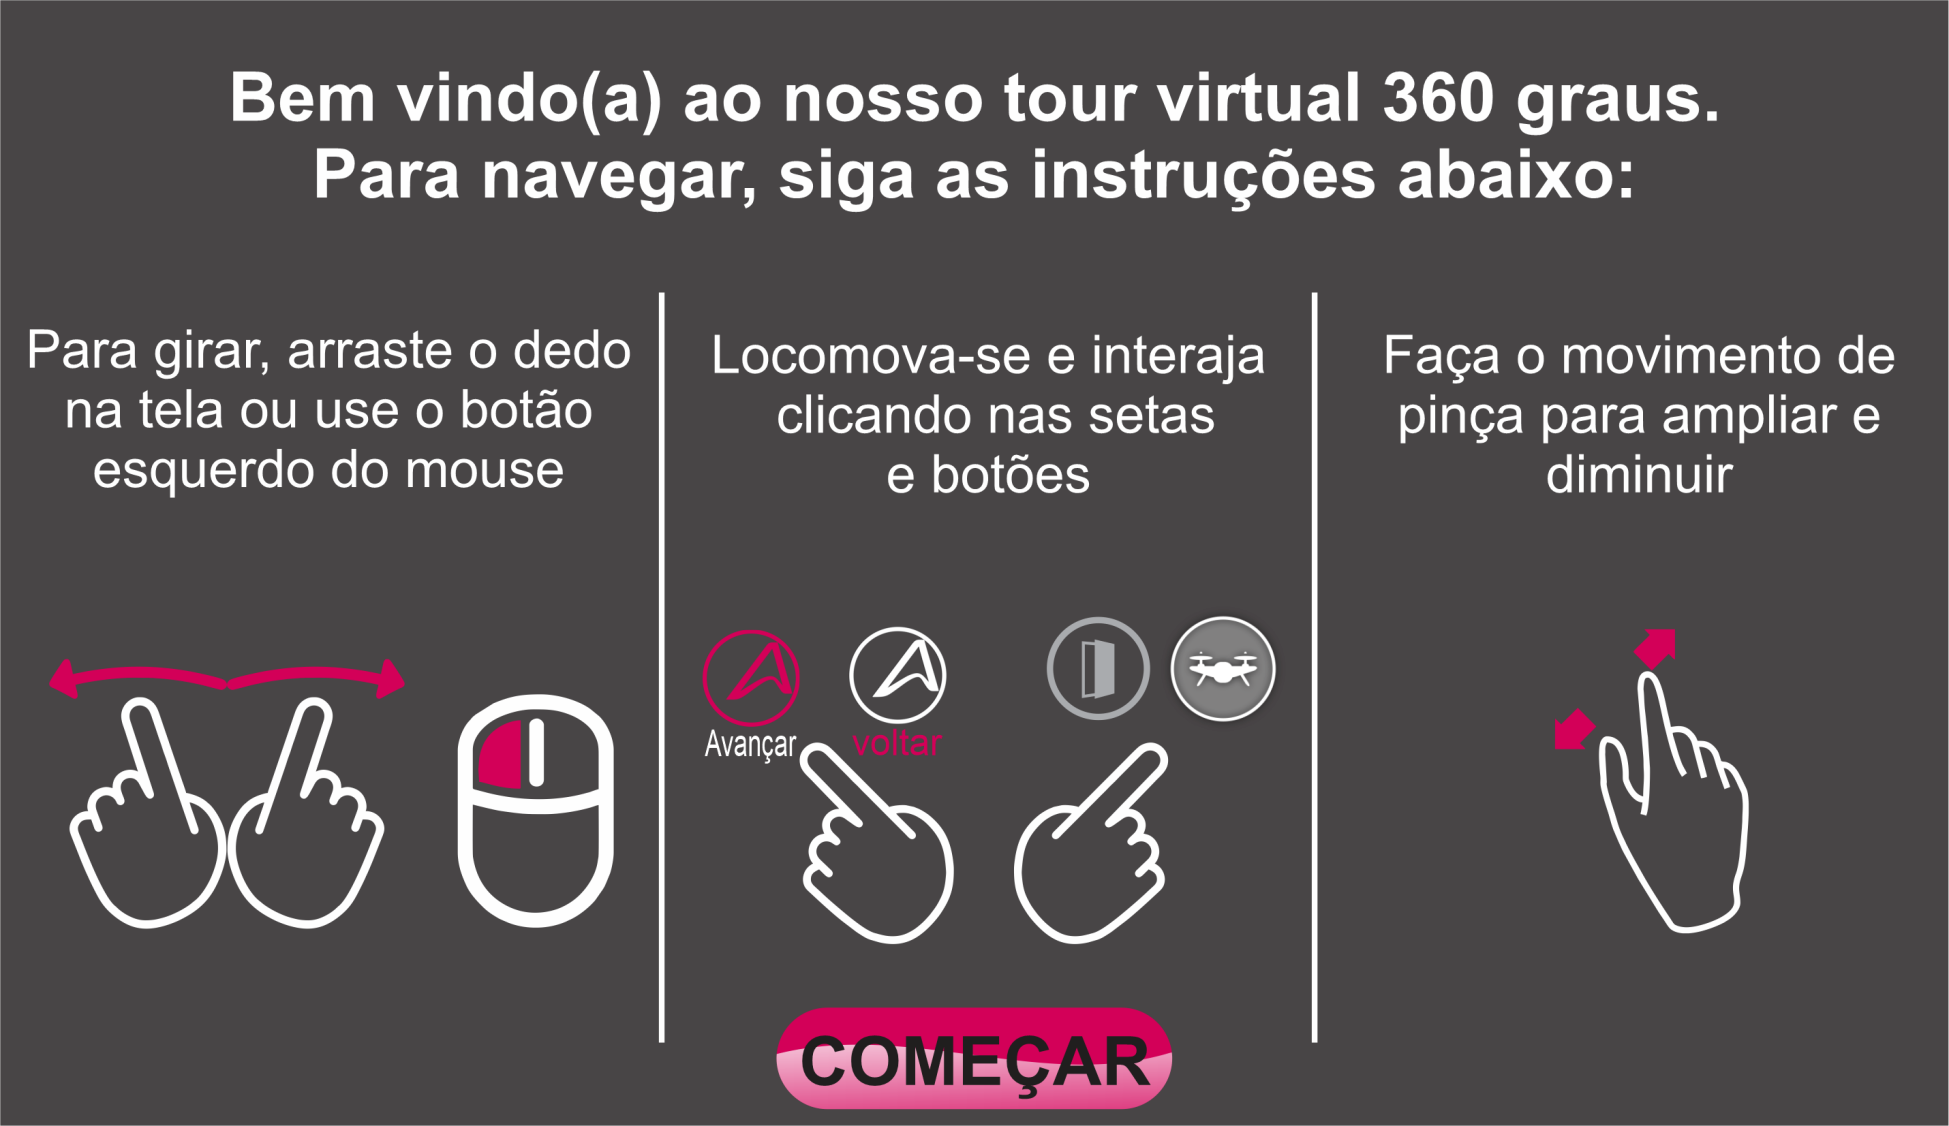 Bem vindo(a) ao nosso tour virtual 360 graus.
Para navegar, siga as instruções abaixo:
Para girar, arraste o dedo
na tela ou use o botão
esquerdo do mouse
Locomova-se e interaja
clicando nas setas
e botões
Avançar
voltar
Faça o movimento de
pinça para ampliar e
diminuir
COMEÇAR